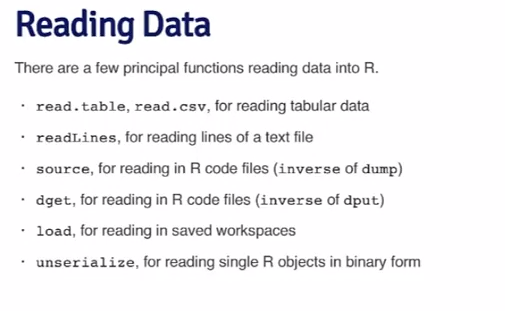 Reading Data
There are a few principal functions reading data into R.
· read.table, read.csv, for reading tabular data
· readLines, for reading lines of a text file
· source, for reading in R code files (inverse of dump)
· dget, for reading in R code files (inverse of dput)
· load, for reading in saved workspaces
· unserialize, for reading single R objects in binary form